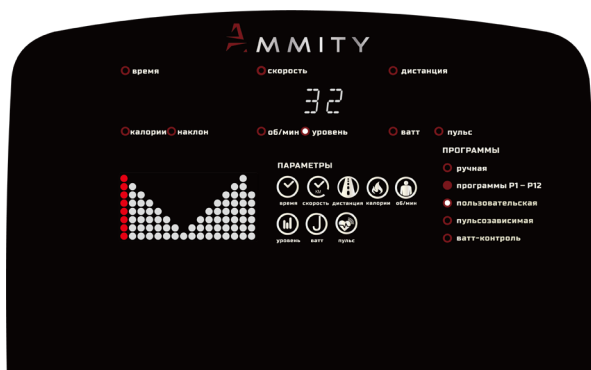 AMMITY
время скорость дистанция
32
калории наклон об/мин уровень ватт пульс
ПРОГРАММЫ
ПАРАМЕТРЫ
ручная
программы P1 – P12
время скорость дистанция калории об/мин
пользовательская
пульсозависимая
уровень ватт пульс
ватт-контроль